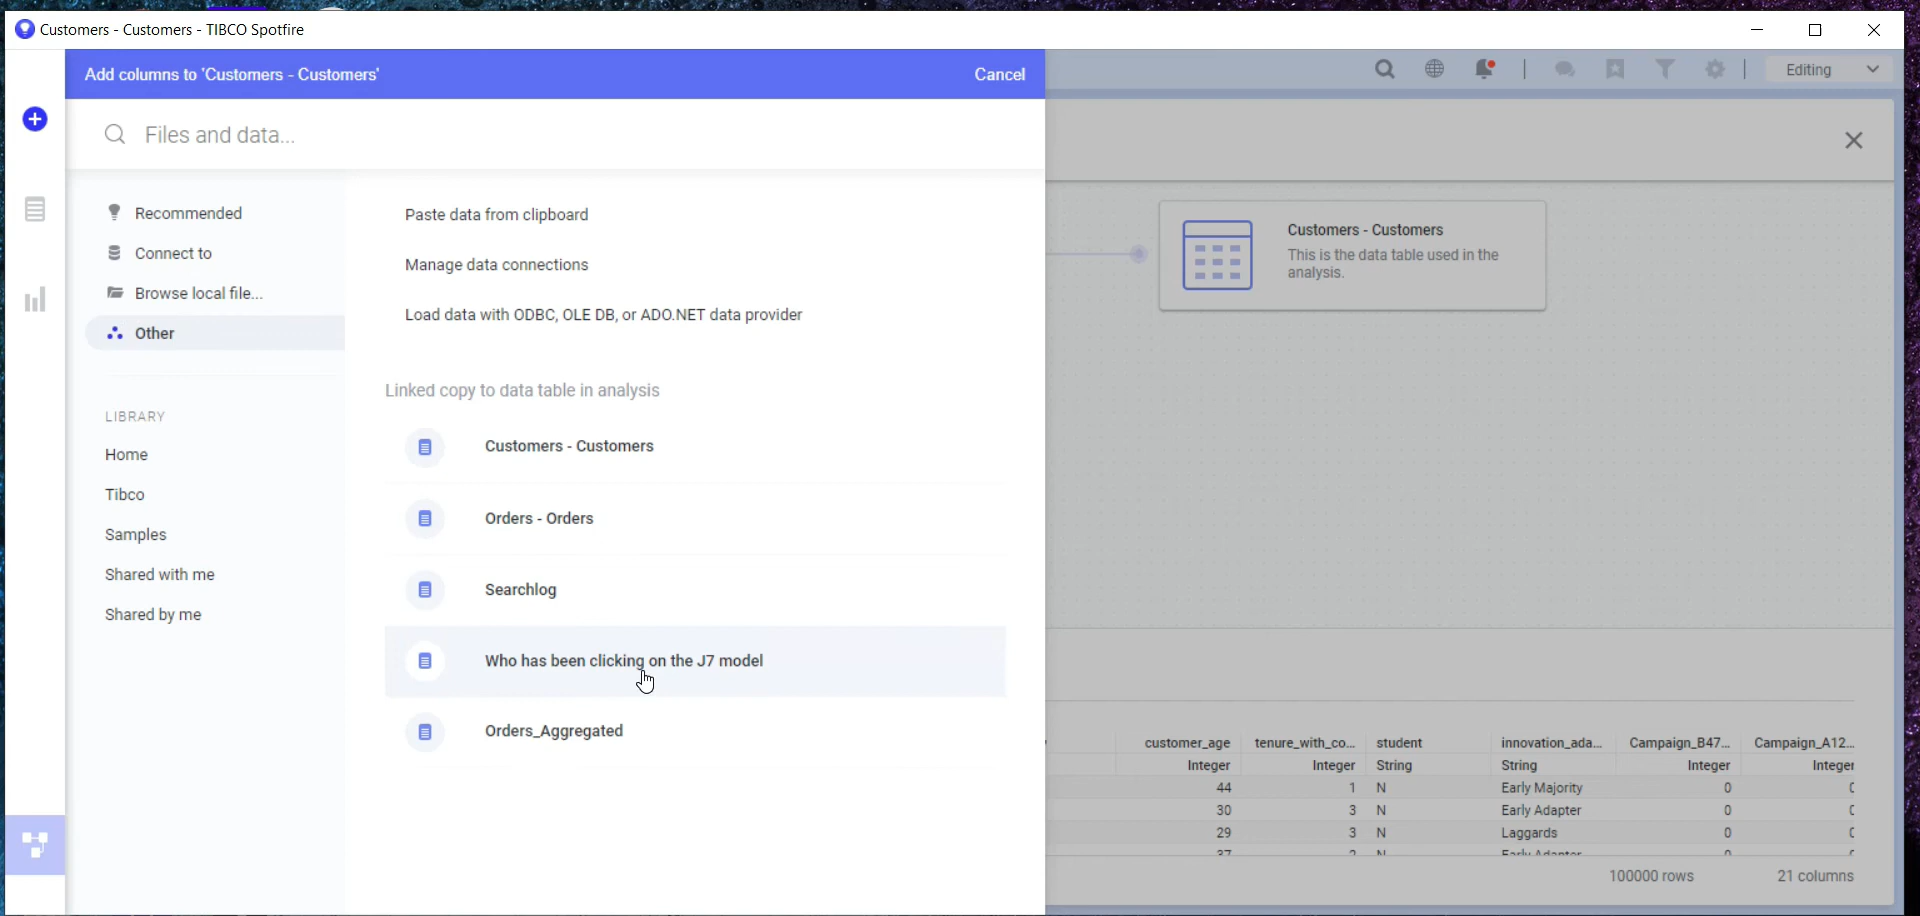 Customers - Customers - TIBCO Spotfire
Add columns to 'Customers - Customers'
Cancel
Editing
Files and data...
Recommended
Connect to
Browse local file...
Other
LIBRARY
Home
Tibco
Samples
Shared with me
Shared by me
Paste data from clipboard
Manage data connections
Load data with ODBC, OLE DB, or ADO.NET data provider
Linked copy to data table in analysis
Customers - Customers
Orders - Orders
Searchlog
Who has been clicking on the J7 model
Orders_Aggregated
Customers - Customers
This is the data table used in the
analysis.
customer_age tenure_with_co... student innovation_ada... Campaign_B47... Campaign_A12...
Integer Integer String String Integer Integer
44 1 N Early Majority 0
30 3 N Early Adapter 0
29 3 N Laggards 0
37 2 N Early Adapter 0
100000 rows 21 columns